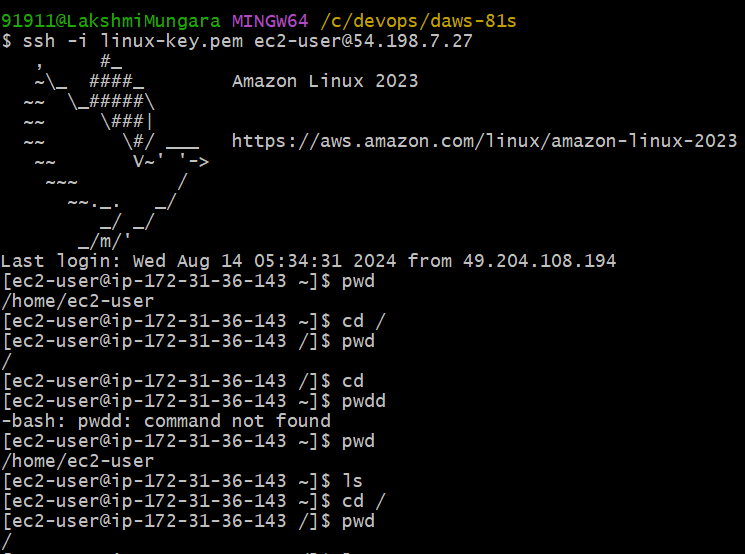 91911@LakshmiMungara MINGW64 /c/devops/daws-81s
$ ssh -i linux-key.pem ec2-user@54.198.7.27
   ,     #_
   ~\_  ####_        Amazon Linux 2023
  ~~  \_#####\
  ~~     \###|
  ~~       \#/ ___   https://aws.amazon.com/linux/amazon-linux-2023
   ~~       V~' '->
    ~~~         /
      ~~._.   _/
         _/ _/
       _/m/'
Last login: Wed Aug 14 05:34:31 2024 from 49.204.108.194
[ec2-user@ip-172-31-36-143 ~]$ pwd
/home/ec2-user
[ec2-user@ip-172-31-36-143 ~]$ cd /
[ec2-user@ip-172-31-36-143 /]$ pwd
/
[ec2-user@ip-172-31-36-143 /]$ cd
[ec2-user@ip-172-31-36-143 ~]$ pwdd
-bash: pwdd: command not found
[ec2-user@ip-172-31-36-143 ~]$ pwd
/home/ec2-user
[ec2-user@ip-172-31-36-143 ~]$ ls
[ec2-user@ip-172-31-36-143 ~]$ cd /
[ec2-user@ip-172-31-36-143 /]$ pwd
/